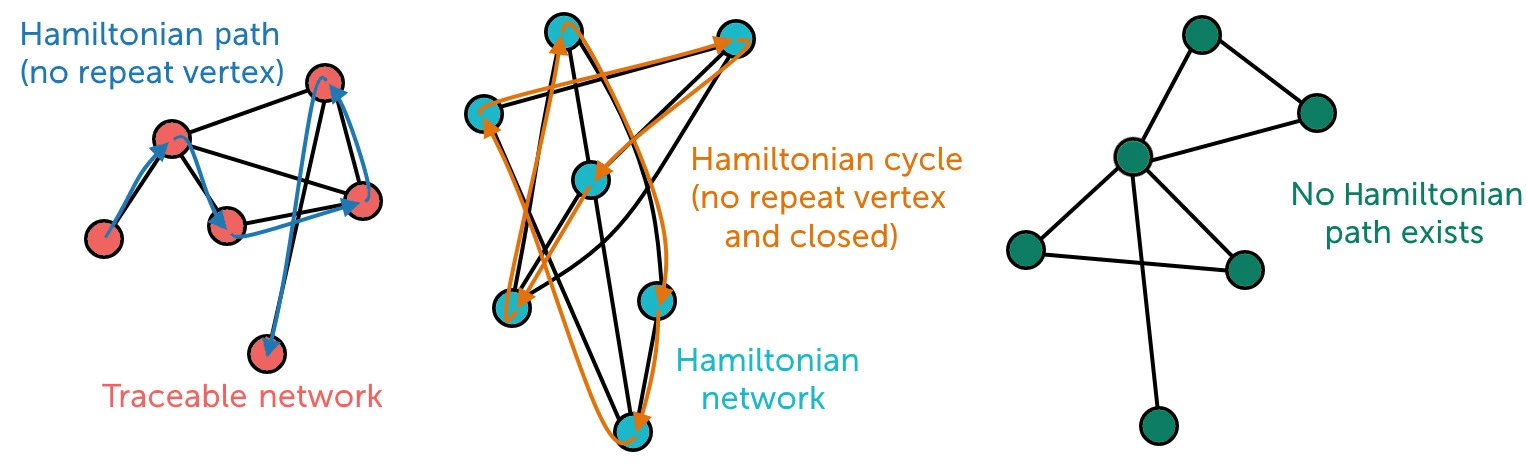 Hamiltonian path
(no repeat vertex)
Traceable network
Hamiltonian cycle
(no repeat vertex
and closed)
Hamiltonian
network
No Hamiltonian
path exists